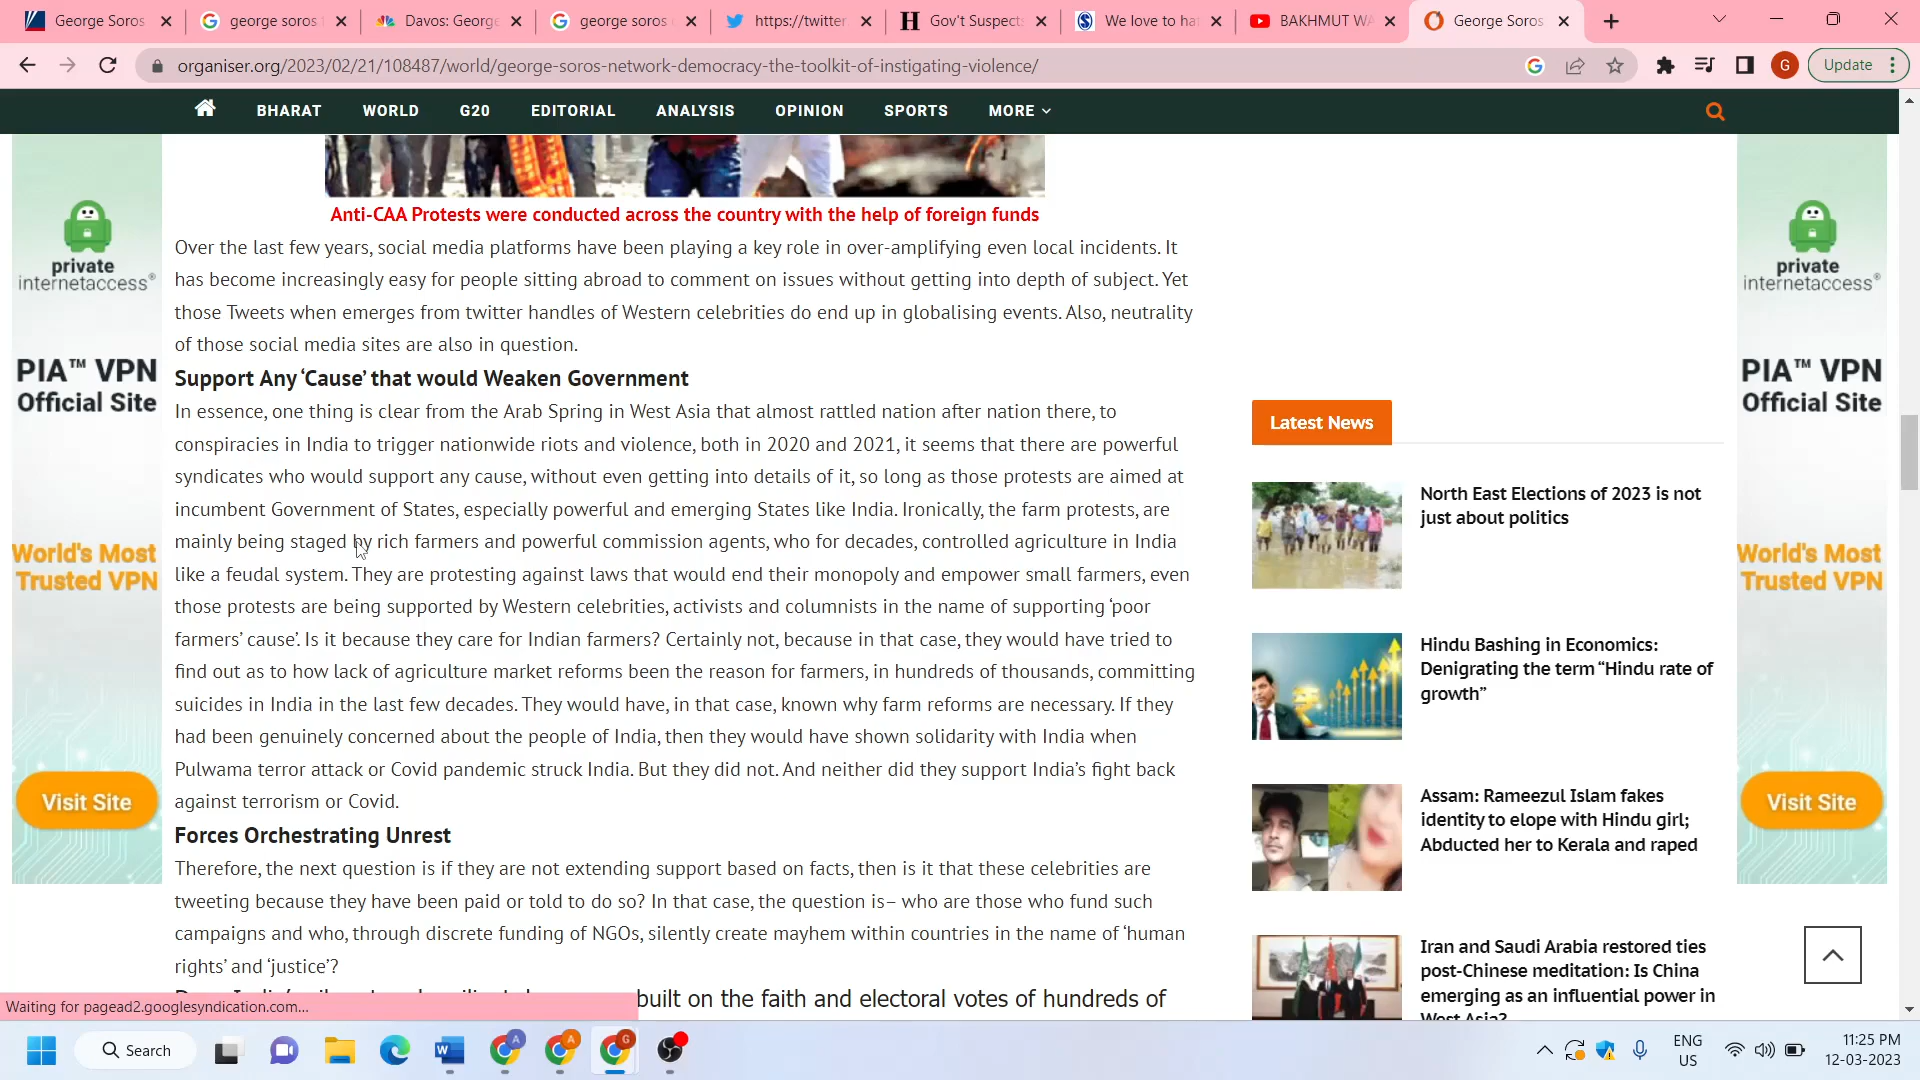 George Soros
george soros
Davos: George
george soros
https://twitter
Gov't Suspects
We love to ha
BAKHMUT WA
George Soros
organiser.org/2023/02/21/108487/world/george-soros-network-democracy-the-toolkit-of-instigating-violence/
G
Update
BHARAT WORLD G20 EDITORIAL ANALYSIS OPINION SPORTS MORE
private
internetaccess®
PIA™ VPN
Official Site
World's Most
Trusted VPN
Visit Site
Anti-CAA Protests were conducted across the country with the help of foreign funds
Over the last few years, social media platforms have been playing a key role in over-amplifying even local incidents. It
has become increasingly easy for people sitting abroad to comment on issues without getting into depth of subject. Yet
those Tweets when emerges from twitter handles of Western celebrities do end up in globalising events. Also, neutrality
of those social media sites are also in question.
Support Any ‘Cause’ that would Weaken Government
In essence, one thing is clear from the Arab Spring in West Asia that almost rattled nation after nation there, to
conspiracies in India to trigger nationwide riots and violence, both in 2020 and 2021, it seems that there are powerful
syndicates who would support any cause, without even getting into details of it, so long as those protests are aimed at
incumbent Government of States, especially powerful and emerging States like India. Ironically, the farm protests, are
mainly being staged by rich farmers and powerful commission agents, who for decades, controlled agriculture in India
like a feudal system. They are protesting against laws that would end their monopoly and empower small farmers, even
those protests are being supported by Western celebrities, activists and columnists in the name of supporting ‘poor
farmers’ cause’. Is it because they care for Indian farmers? Certainly not, because in that case, they would have tried to
find out as to how lack of agriculture market reforms been the reason for farmers, in hundreds of thousands, committing
suicides in India in the last few decades. They would have, in that case, known why farm reforms are necessary. If they
had been genuinely concerned about the people of India, then they would have shown solidarity with India when
Pulwama terror attack or Covid pandemic struck India. But they did not. And neither did they support India’s fight back
against terrorism or Covid.
Forces Orchestrating Unrest
Therefore, the next question is if they are not extending support based on facts, then is it that these celebrities are
tweeting because they have been paid or told to do so? In that case, the question is– who are those who fund such
campaigns and who, through discrete funding of NGOs, silently create mayhem within countries in the name of ‘human
rights’ and ‘justice’?
built on the faith and electoral votes of hundreds of
Latest News
North East Elections of 2023 is not
just about politics
Hindu Bashing in Economics:
Denigrating the term “Hindu rate of
growth”
Assam: Rameezul Islam fakes
identity to elope with Hindu girl;
Abducted her to Kerala and raped
Iran and Saudi Arabia restored ties
post-Chinese meditation: Is China
emerging as an influential power in
West Asia?
private
internetaccess®
PIA™ VPN
Official Site
World's Most
Trusted VPN
Visit Site
Waiting for pagead2.googlesyndication.com...
Search
ENG
US
11:25 PM
12-03-2023